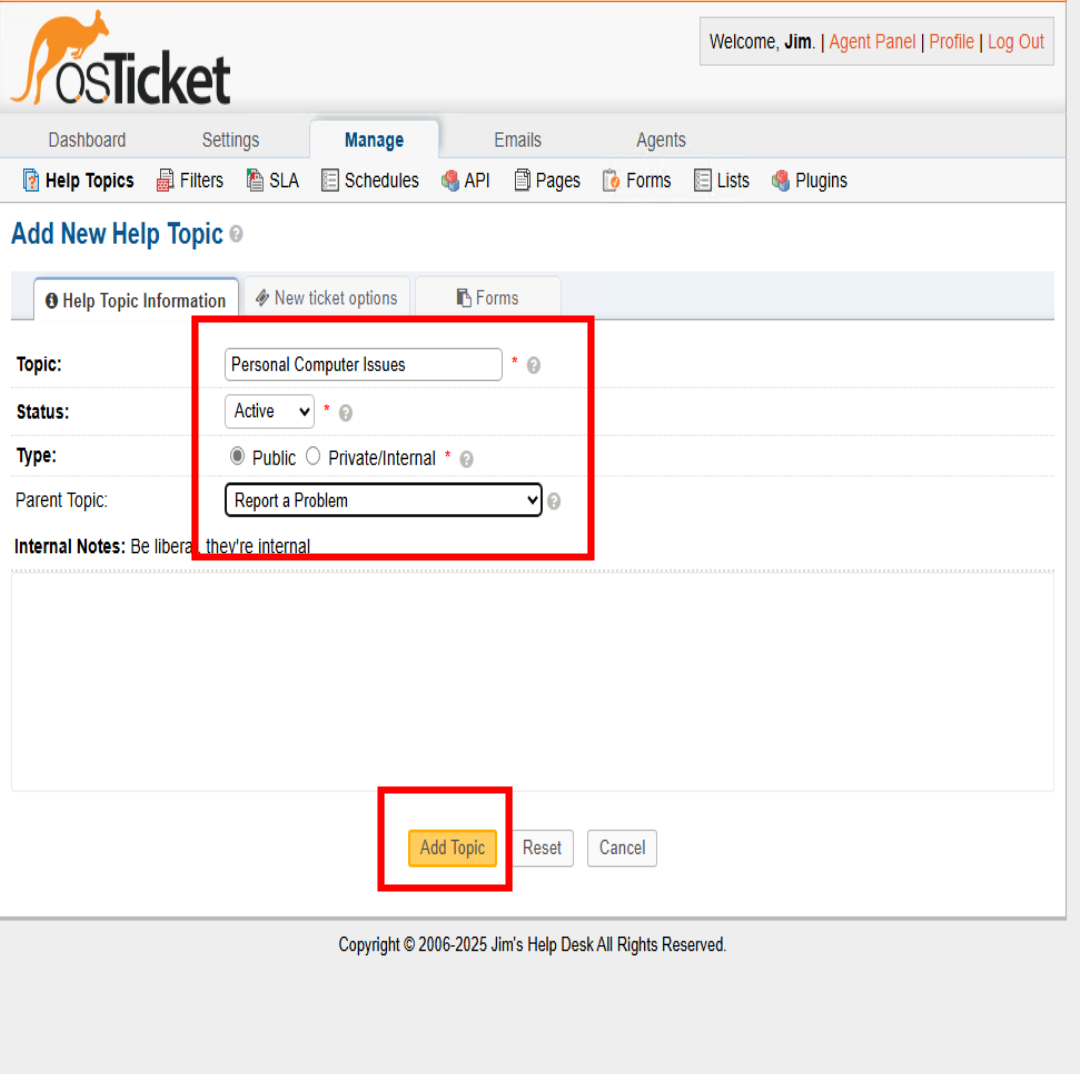 osTicket
Welcome, Jim. | Agent Panel | Profile | Log Out
Dashboard Settings Manage Emails Agents
Help Topics Filters SLA Schedules API Pages Forms Lists Plugins
Add New Help Topic
Help Topic Information New ticket options Forms
Topic: Personal Computer Issues *
Status: Active *
Type: Public Private/Internal *
Parent Topic: Report a Problem
Internal Notes: Be liberal, they're internal
Add Topic Reset Cancel
Copyright © 2006-2025 Jim's Help Desk All Rights Reserved.